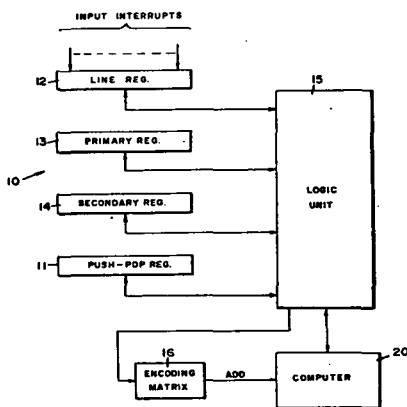 INPUT INTERRUPTS
12
LINE REG.
15
13
PRIMARY REG.
10
LOGIC
UNIT
14
SECONDARY REG.
11
PUSH-POP REG.
16
20
ENCODING
MATRIX
ADD
COMPUTER